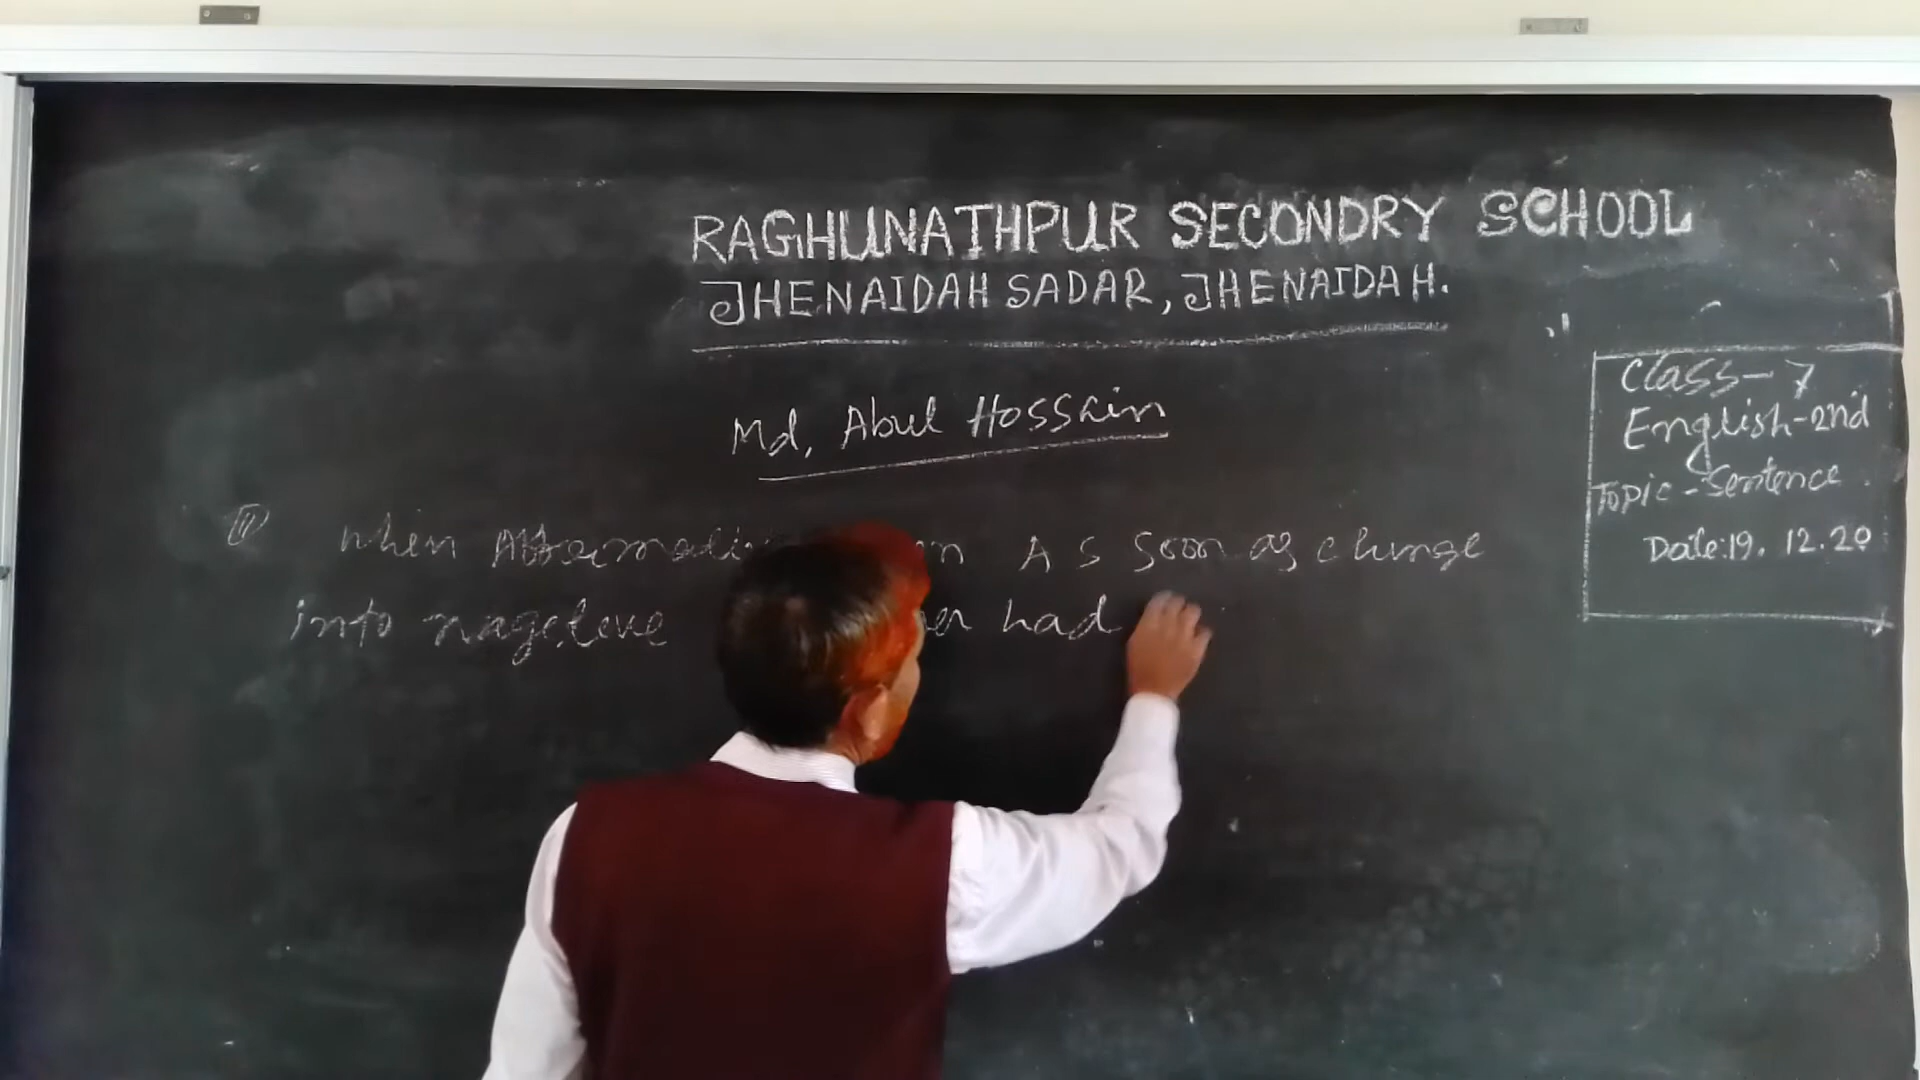 RAGHUNATHPUR SECONDRY SCHOOL
JHENAIDAH SADAR, JHENAIDAH.
Md, Abul Hossain
Class-7
English-2nd
Topic-Sentence
Date:19. 12.20
When As soon as change
into had